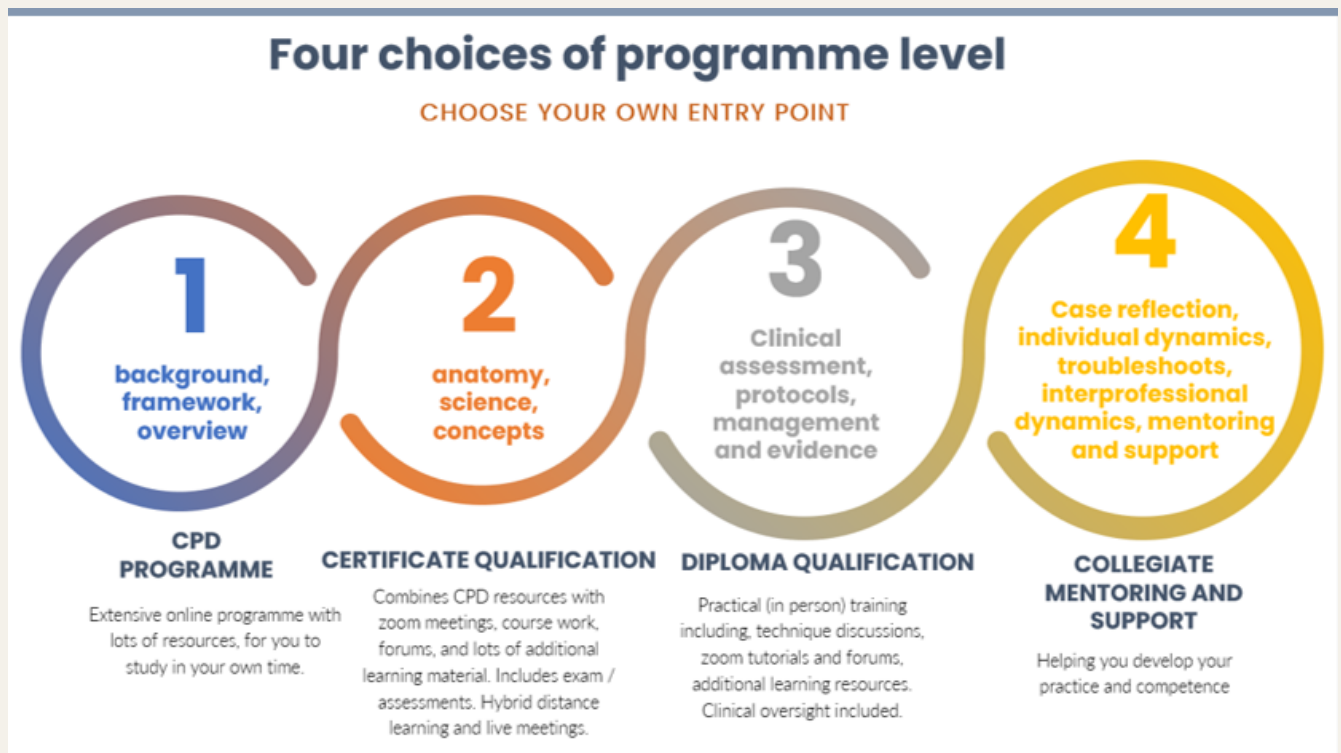 Four choices of programme level
CHOOSE YOUR OWN ENTRY POINT
1
background,
framework,
overview
CPD
PROGRAMME
Extensive online programme with
lots of resources, for you to
study in your own time.
2
anatomy,
science,
concepts
CERTIFICATE QUALIFICATION
Combines CPD resources with
zoom meetings, course work,
forums, and lots of additional
learning material. Includes exam /
assessments. Hybrid distance
learning and live meetings.
3
Clinical
assessment,
protocols,
management
and evidence
DIPLOMA QUALIFICATION
Practical (in person) training
including, technique discussions,
zoom tutorials and forums,
additional learning resources.
Clinical oversight included.
4
Case reflection,
individual dynamics,
troubleshoots,
interprofessional
dynamics, mentoring
and support
COLLEGIATE
MENTORING AND
SUPPORT
Helping you develop your
practice and competence